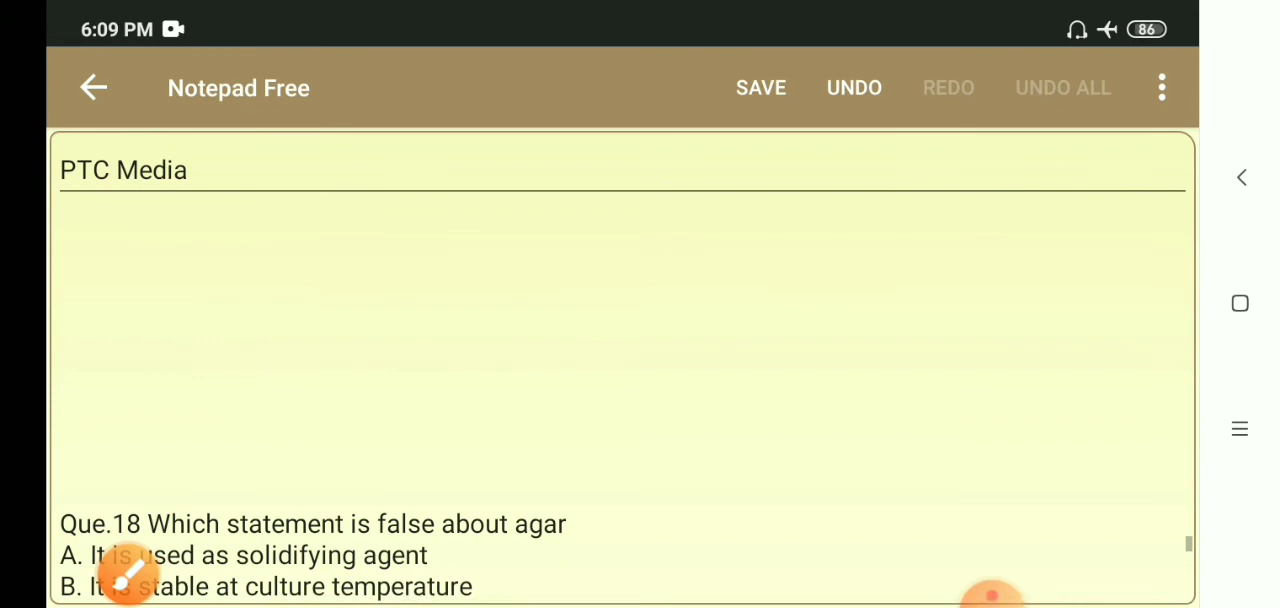 6:09 PM 86
Notepad Free SAVE UNDO REDO UNDO ALL
PTC Media
Que.18 Which statement is false about agar
A. It is used as solidifying agent
B. It is stable at culture temperature